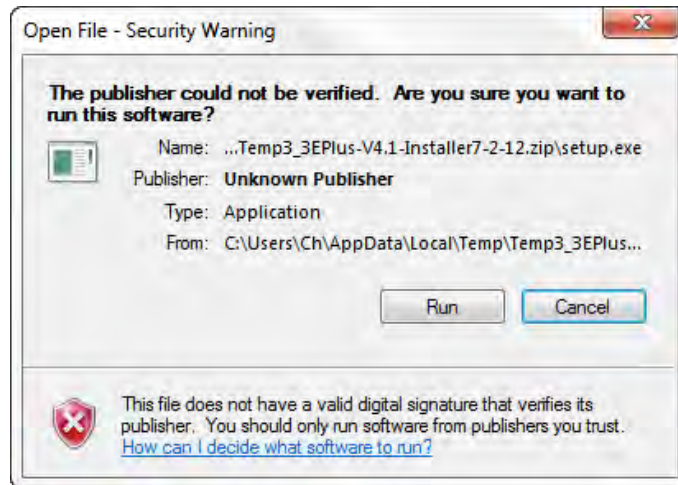 Open File - Security Warning
The publisher could not be verified. Are you sure you want to
run this software?
Name: ...Temp3_3EPlus-V4.1-Installer7-2-12.zip\setup.exe
Publisher: Unknown Publisher
Type: Application
From: C:\Users\Ch\AppData\Local\Temp\Temp3_3EPlus...
Run Cancel
This file does not have a valid digital signature that verifies its
publisher. You should only run software from publishers you trust.
How can I decide what software to run?